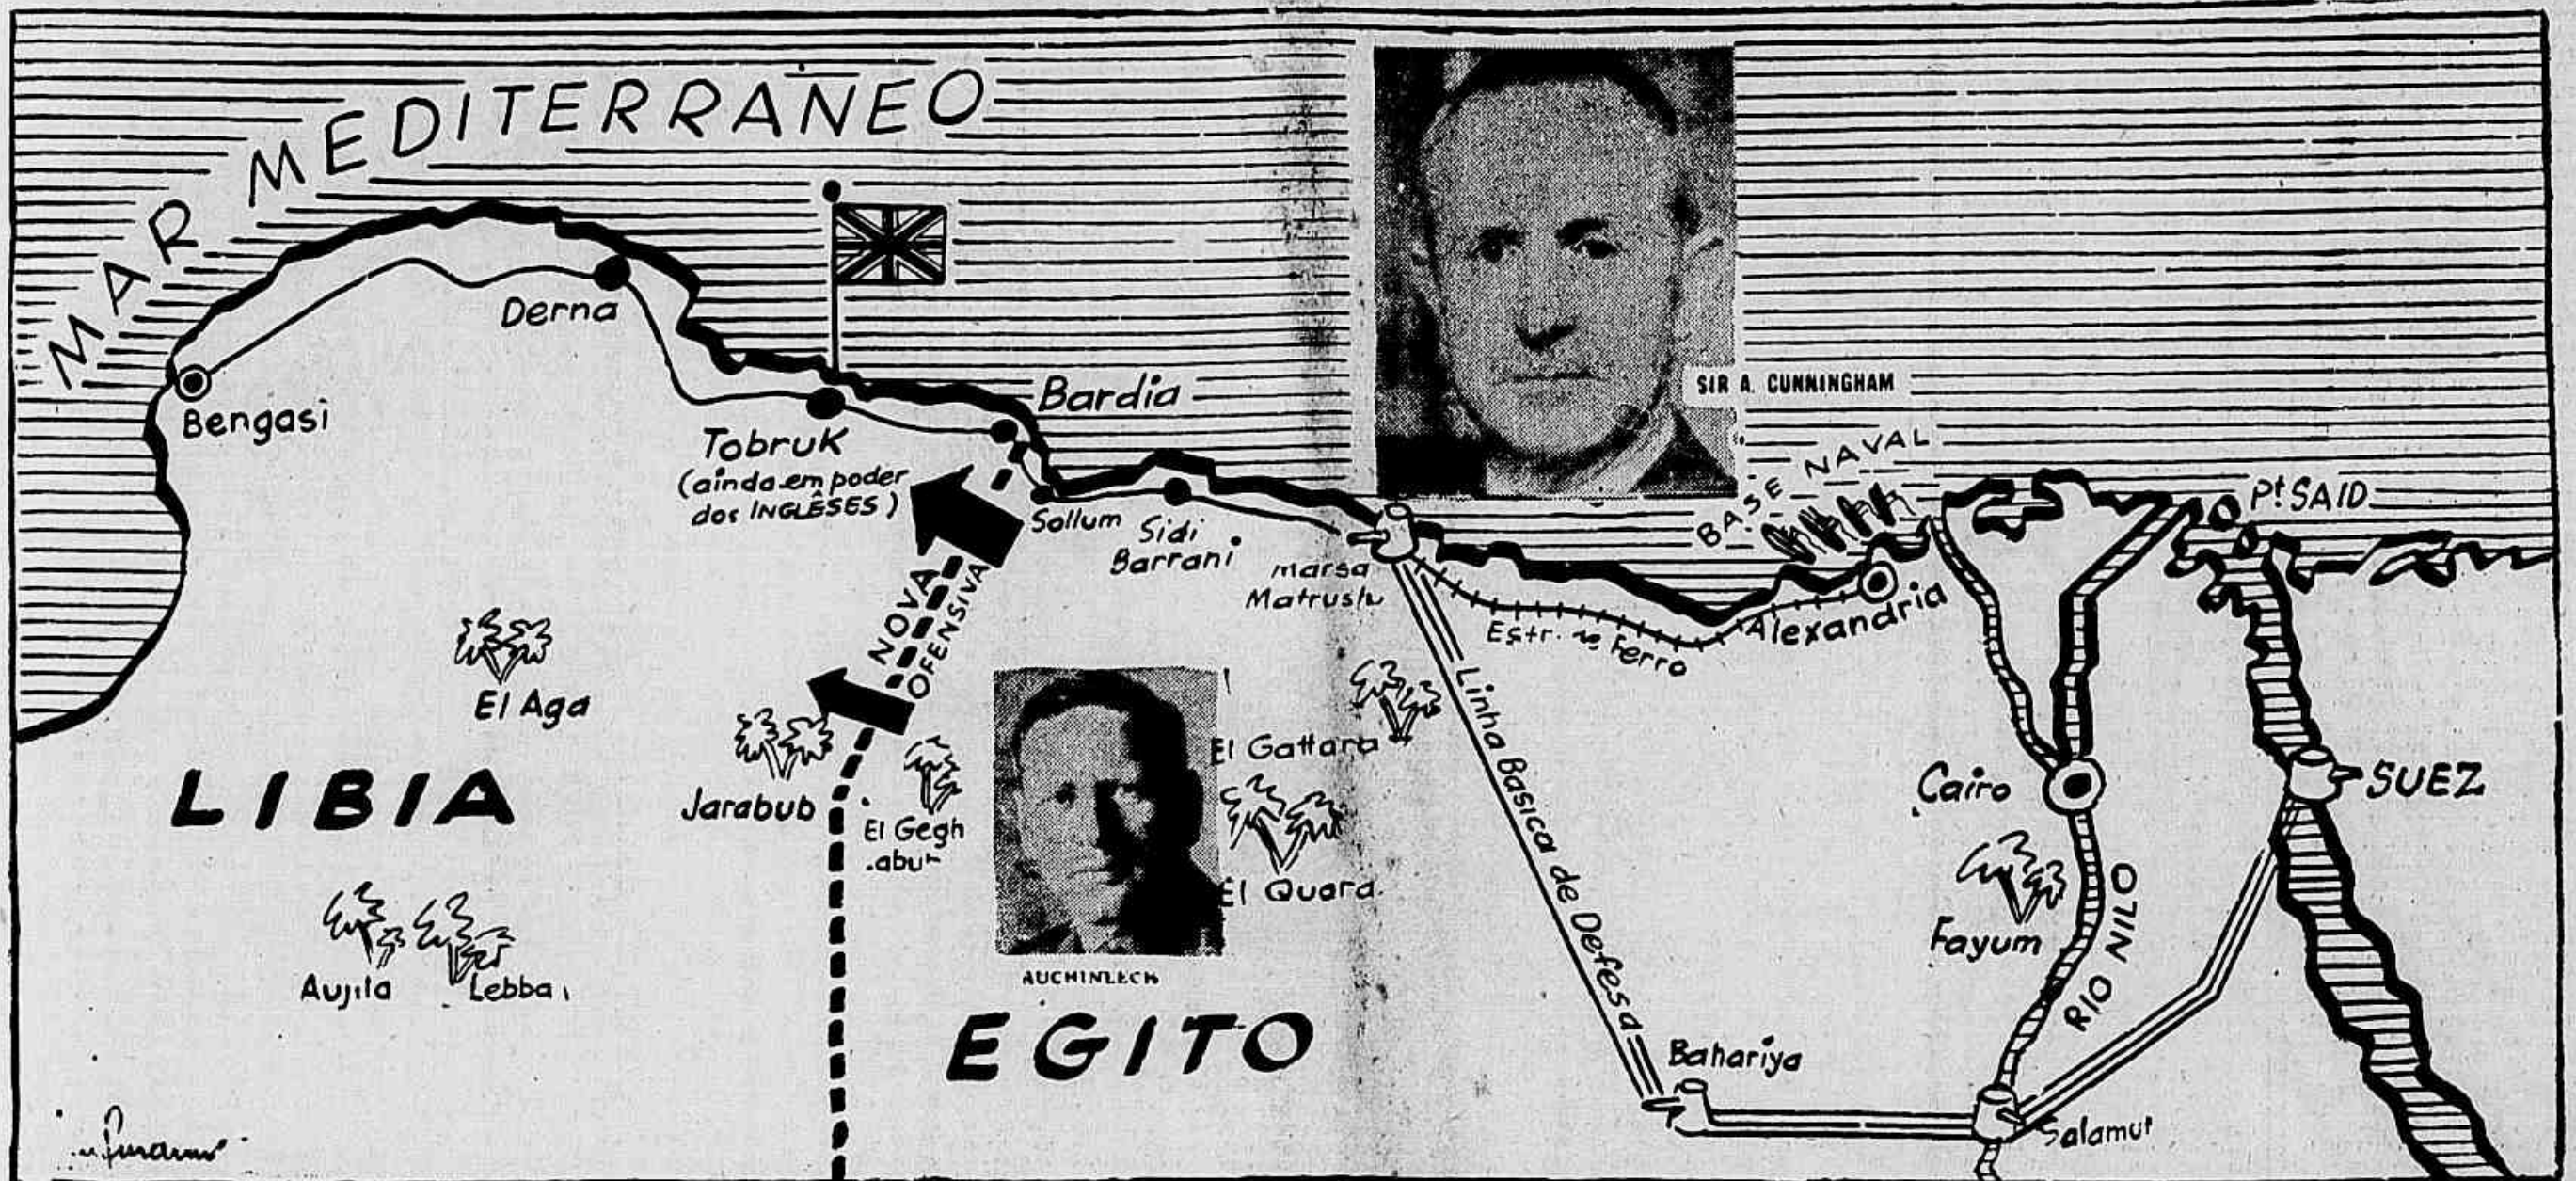 MAR MEDITERRANEO
SIR A. CUNNINGHAM
Derna
Bengasi
Bardia
Tobruk
(ainda em poder
dos INGLÊSES)
Sollum
Sidi
Barrani
Marsa
BASE NAVAL
Pt. SAID
Alexandria
Estr. de Ferro
NOVA
OFENSIVA
El Aga
Jarabub
El Gegh
El Gattara
El Quara
AUCHINLECK
Linha Basica de Defesa
Cairo
SUEZ
Fayum
RIO NILO
LIBIA
Aujila
Lebba
EGITO
Bahariya
Salamut